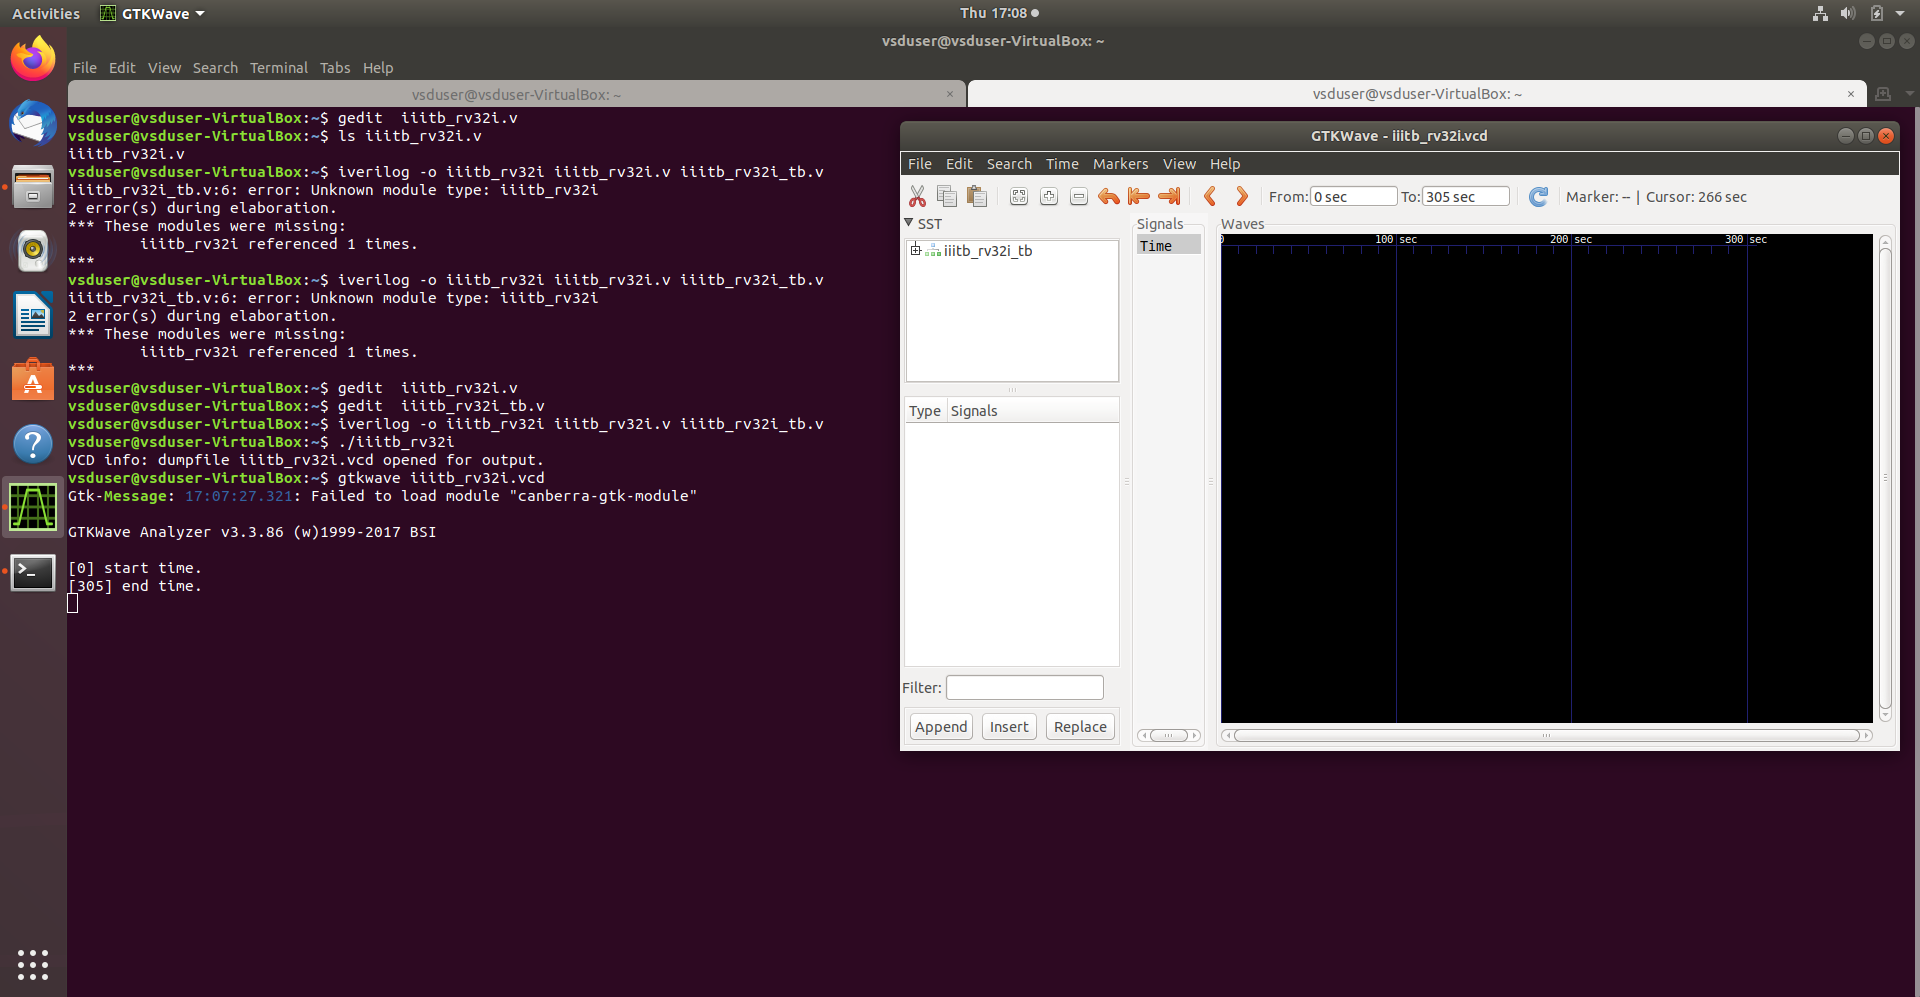 Activities GTKWave Thu 17:08
vsduser@vsduser-VirtualBox: ~
File Edit View Search Terminal Tabs Help
vsduser@vsduser-VirtualBox: ~ × vsduser@vsduser-VirtualBox: ~ ×
vsduser@vsduser-VirtualBox:~$ gedit  iiitb_rv32i.v
vsduser@vsduser-VirtualBox:~$ ls iiitb_rv32i.v
iiitb_rv32i.v
vsduser@vsduser-VirtualBox:~$ iverilog -o iiitb_rv32i iiitb_rv32i.v iiitb_rv32i_tb.v
iiitb_rv32i_tb.v:6: error: Unknown module type: iiitb_rv32i
2 error(s) during elaboration.
*** These modules were missing:
        iiitb_rv32i referenced 1 times.
***
vsduser@vsduser-VirtualBox:~$ iverilog -o iiitb_rv32i iiitb_rv32i.v iiitb_rv32i_tb.v
iiitb_rv32i_tb.v:6: error: Unknown module type: iiitb_rv32i
2 error(s) during elaboration.
*** These modules were missing:
        iiitb_rv32i referenced 1 times.
***
vsduser@vsduser-VirtualBox:~$ gedit  iiitb_rv32i.v
vsduser@vsduser-VirtualBox:~$ gedit  iiitb_rv32i_tb.v
vsduser@vsduser-VirtualBox:~$ iverilog -o iiitb_rv32i iiitb_rv32i.v iiitb_rv32i_tb.v
vsduser@vsduser-VirtualBox:~$ ./iiitb_rv32i
VCD info: dumpfile iiitb_rv32i.vcd opened for output.
vsduser@vsduser-VirtualBox:~$ gtkwave iiitb_rv32i.vcd
Gtk-Message: 17:07:27.321: Failed to load module "canberra-gtk-module"
GTKWave Analyzer v3.3.86 (w)1999-2017 BSI
[0] start time.
[305] end time.
GTKWave - iiitb_rv32i.vcd
File Edit Search Time Markers View Help
From: 0 sec To: 305 sec Marker: -- | Cursor: 266 sec
SST
iiitb_rv32i_tb
Type Signals
Filter:
Append Insert Replace
Signals
Time
Waves
0 100 sec 200 sec 300 sec